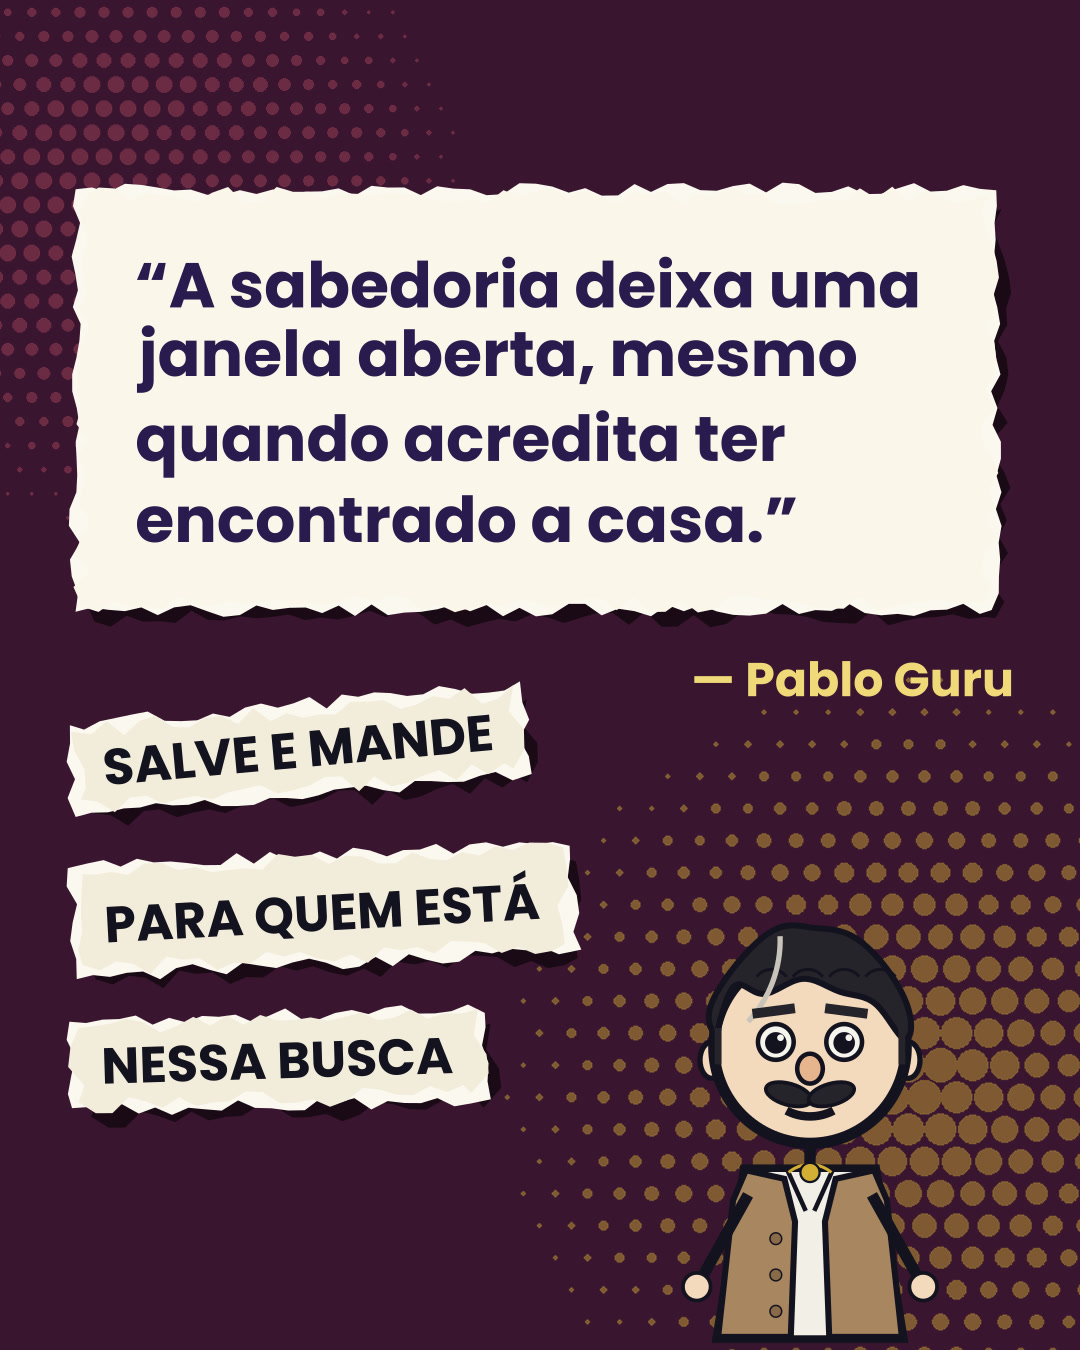 “A sabedoria deixa uma
janela aberta, mesmo
quando acredita ter
encontrado a casa.”
— Pablo Guru
SALVE E MANDE
PARA QUEM ESTÁ
NESSA BUSCA